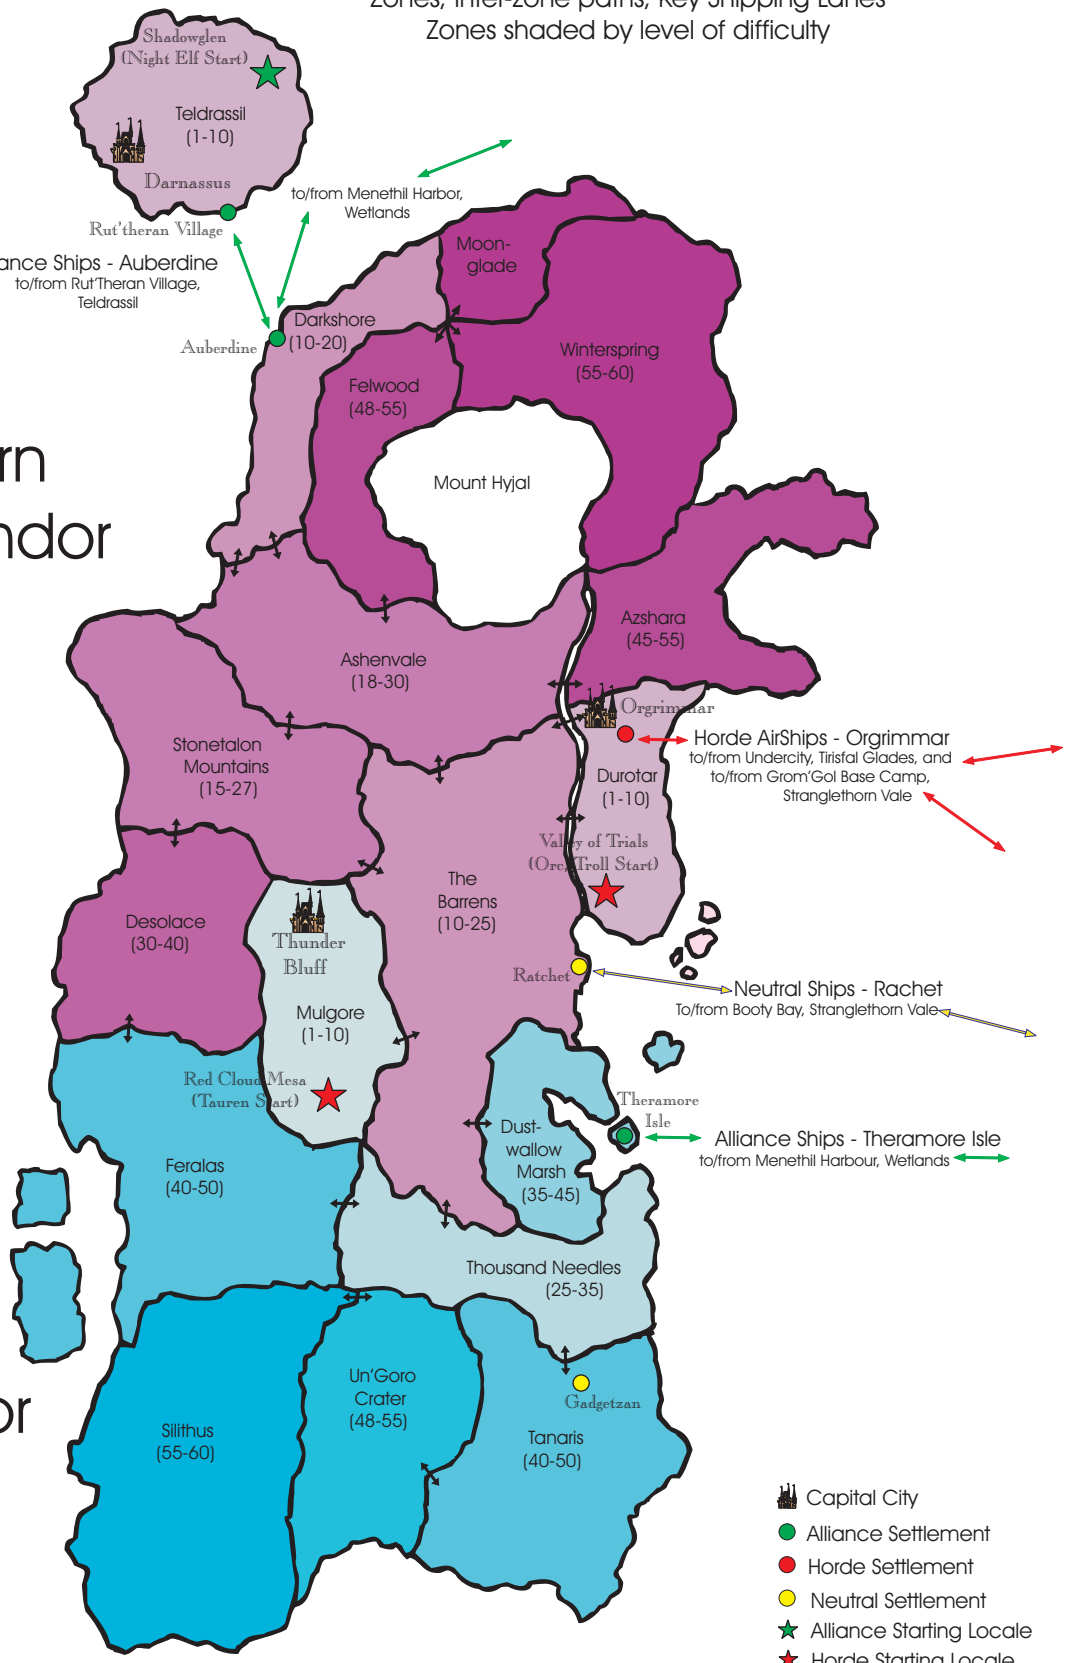 Zones, Inter-zone paths, Key Shipping Lanes
Zones shaded by level of difficulty
Shadowglen
(Night Elf Start)
Teldrassil
(1-10)
Darnassus
Rut'theran Village
to/from Menethil Harbor,
Wetlands
ance Ships - Auberdine
to/from Rut'Theran Village,
Teldrassil
Auberdine
Darkshore
(10-20)
Moon-
glade
Winterspring
(55-60)
Felwood
(48-55)
Mount Hyjal
rn
ndor
Azshara
(45-55)
Ashenvale
(18-30)
Orgrimmar
Horde AirShips - Orgrimmar
to/from Undercity, Tirisfal Glades, and
to/from Grom'Gol Base Camp,
Stranglethorn Vale
Stonetalon
Mountains
(15-27)
Durotar
(1-10)
Valley of Trials
(Orc, Troll Start)
The
Barrens
(10-25)
Desolace
(30-40)
Thunder
Bluff
Ratchet
Neutral Ships - Rachet
To/from Booty Bay, Stranglethorn Vale
Mulgore
(1-10)
Red Cloud Mesa
(Tauren Start)
Theramore
Isle
Alliance Ships - Theramore Isle
to/from Menethil Harbour, Wetlands
Dust-
wallow
Marsh
(35-45)
Feralas
(40-50)
Thousand Needles
(25-35)
Un'Goro
Crater
(48-55)
Gadgetzan
or
Silithus
(55-60)
Tanaris
(40-50)
Capital City
Alliance Settlement
Horde Settlement
Neutral Settlement
Alliance Starting Locale
Horde Starting Locale